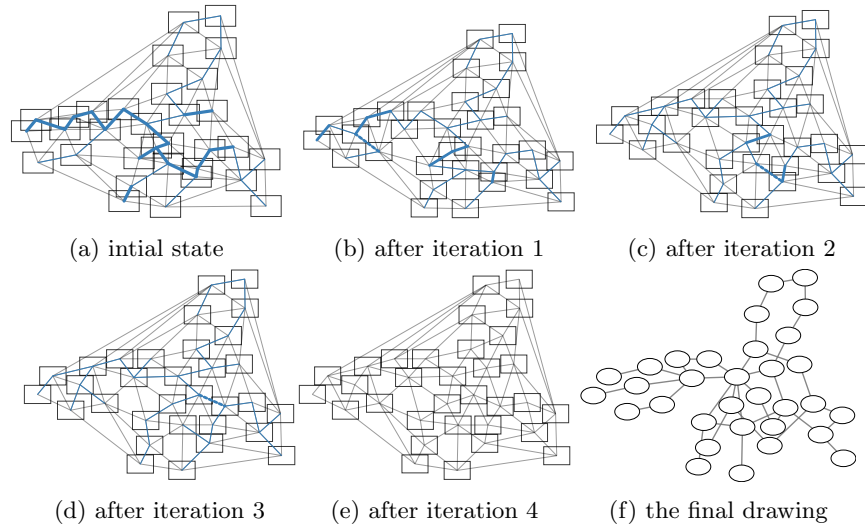 (a) intial state
(b) after iteration 1
(c) after iteration 2
(d) after iteration 3
(e) after iteration 4
(f) the final drawing